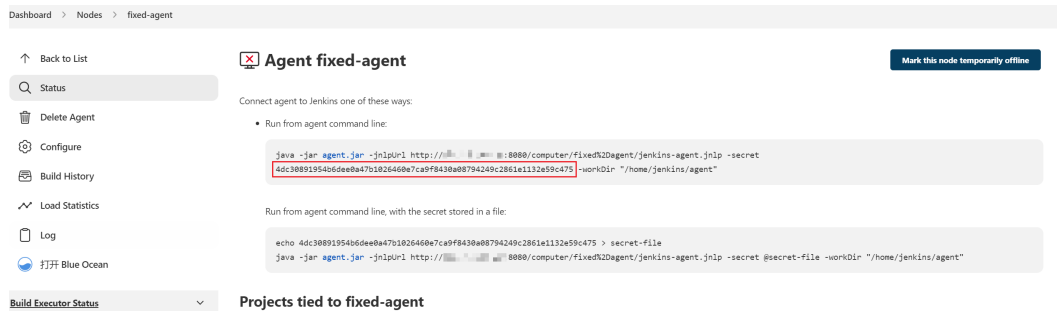 Dashboard > Nodes > fixed-agent
Back to List
Status
Delete Agent
Configure
Build History
Load Statistics
Log
打开 Blue Ocean
Build Executor Status
Agent fixed-agent
Mark this node temporarily offline
Connect agent to Jenkins one of these ways:
• Run from agent command line:
java -jar agent.jar -jnlpUrl http:// :8080/computer/fixed%2Dagent/jenkins-agent.jnlp -secret
4dc30891954b6dee0a47b1026460e7ca9f8430a08794249c2861e1132e59c475 -workDir "/home/jenkins/agent"
Run from agent command line, with the secret stored in a file:
echo 4dc30891954b6dee0a47b1026460e7ca9f8430a08794249c2861e1132e59c475 > secret-file
java -jar agent.jar -jnlpUrl http:// 8080/computer/fixed%2Dagent/jenkins-agent.jnlp -secret @secret-file -workDir "/home/jenkins/agent"
Projects tied to fixed-agent